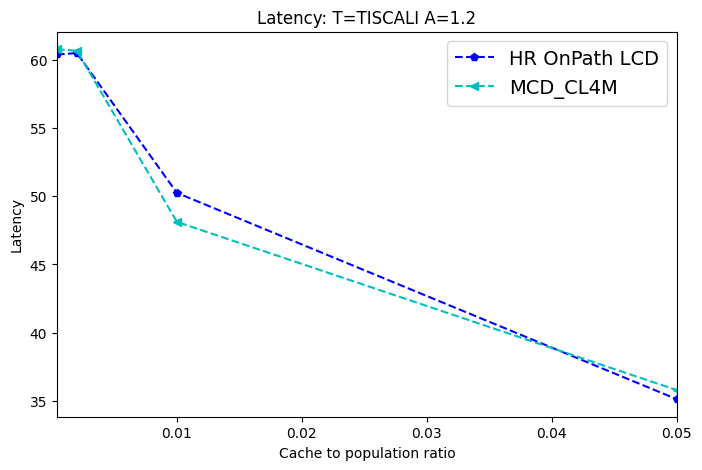 Latency: T=TISCALI A=1.2
HR OnPath LCD
MCD_CL4M
Latency
60
55
50
45
40
35
0.01 0.02 0.03 0.04 0.05
Cache to population ratio